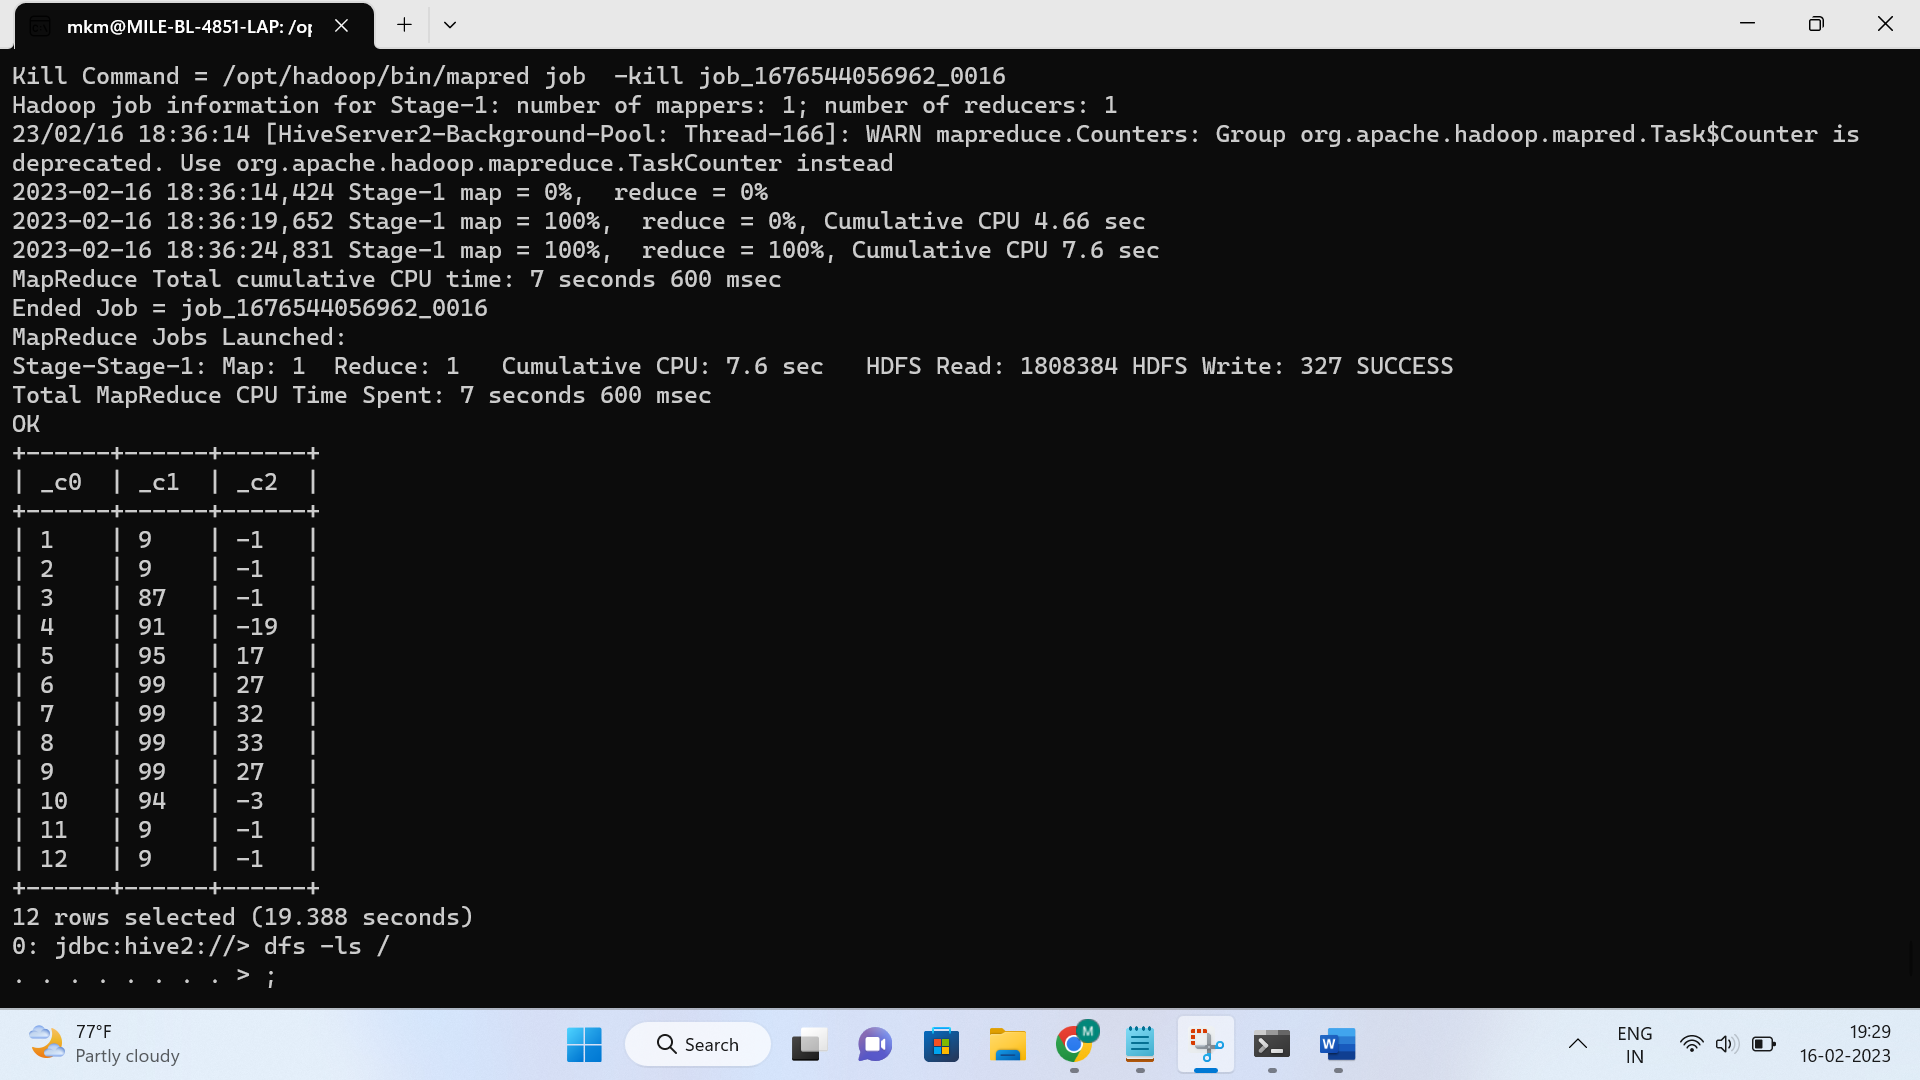 mkm@MILE-BL-4851-LAP: /op
Kill Command = /opt/hadoop/bin/mapred job  -kill job_1676544056962_0016
Hadoop job information for Stage-1: number of mappers: 1; number of reducers: 1
23/02/16 18:36:14 [HiveServer2-Background-Pool: Thread-166]: WARN mapreduce.Counters: Group org.apache.hadoop.mapred.Task$Counter is
deprecated. Use org.apache.hadoop.mapreduce.TaskCounter instead
2023-02-16 18:36:14,424 Stage-1 map = 0%,  reduce = 0%
2023-02-16 18:36:19,652 Stage-1 map = 100%,  reduce = 0%, Cumulative CPU 4.66 sec
2023-02-16 18:36:24,831 Stage-1 map = 100%,  reduce = 100%, Cumulative CPU 7.6 sec
MapReduce Total cumulative CPU time: 7 seconds 600 msec
Ended Job = job_1676544056962_0016
MapReduce Jobs Launched:
Stage-Stage-1: Map: 1  Reduce: 1   Cumulative CPU: 7.6 sec   HDFS Read: 1808384 HDFS Write: 327 SUCCESS
Total MapReduce CPU Time Spent: 7 seconds 600 msec
OK
+------+------+------+
| _c0  | _c1  | _c2  |
+------+------+------+
| 1    | 9    | -1   |
| 2    | 9    | -1   |
| 3    | 87   | -1   |
| 4    | 91   | -19  |
| 5    | 95   | 17   |
| 6    | 99   | 27   |
| 7    | 99   | 32   |
| 8    | 99   | 33   |
| 9    | 99   | 27   |
| 10   | 94   | -3   |
| 11   | 9    | -1   |
| 12   | 9    | -1   |
+------+------+------+
12 rows selected (19.388 seconds)
0: jdbc:hive2://> dfs -ls /
. . . . . . . . > ;
77°F
Partly cloudy
Search
M
W
ENG
IN
19:29
16-02-2023